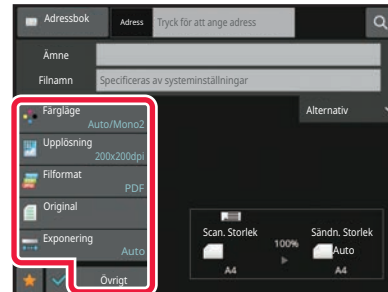 Adressbok
Adress
Tryck för att ange adress
Ämne
Filnamn
Specificeras av systeminställningar
Färgläge
Auto/Mono2
Alternativ
Upplösning
200x200dpi
Filformat
PDF
Original
Exponering
Auto
Övrigt
Scan. Storlek
100%
Sändn. Storlek
Auto
A4
A4